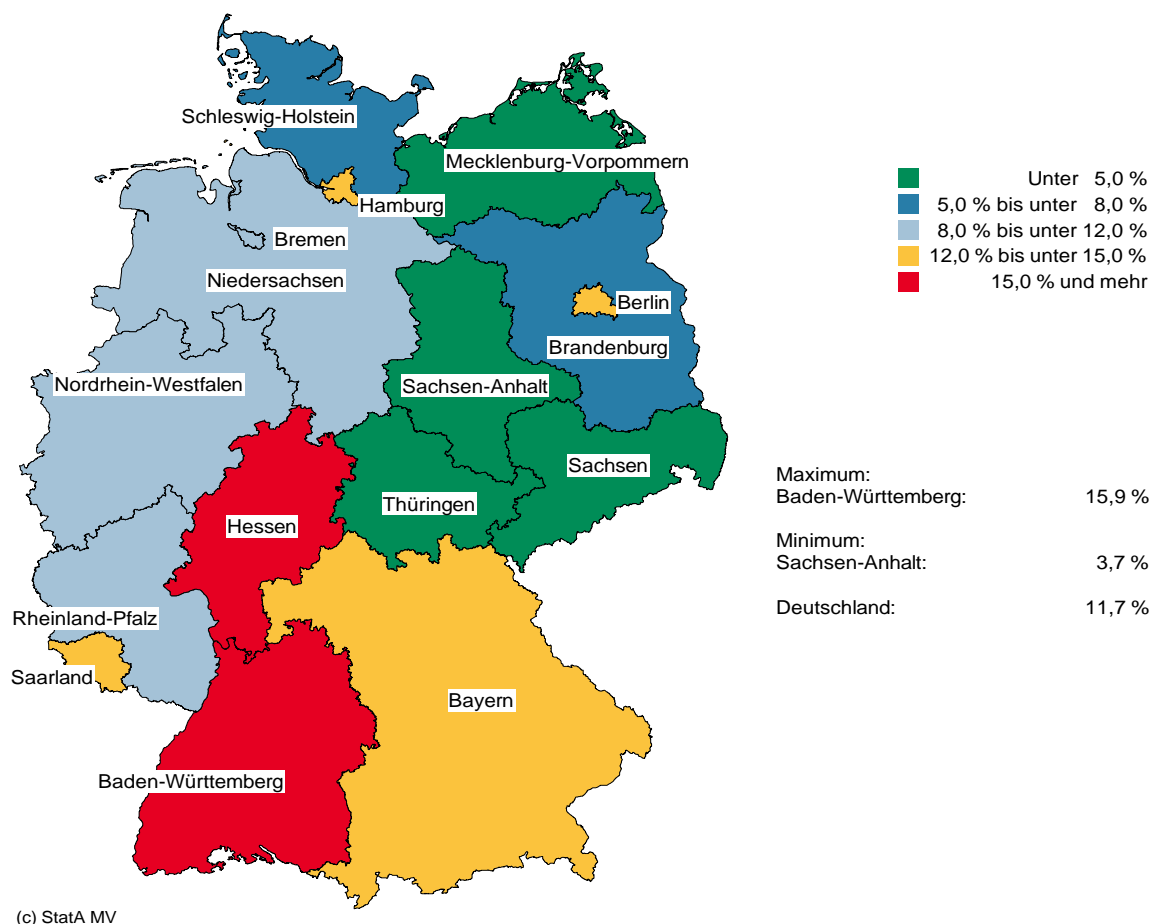 Schleswig-Holstein
Mecklenburg-Vorpommern
Hamburg
Bremen
Niedersachsen
Berlin
Brandenburg
Nordrhein-Westfalen
Sachsen-Anhalt
Sachsen
Thüringen
Hessen
Rheinland-Pfalz
Saarland
Bayern
Baden-Württemberg
Unter 5,0 %
5,0 % bis unter 8,0 %
8,0 % bis unter 12,0 %
12,0 % bis unter 15,0 %
15,0 % und mehr
Maximum:
Baden-Württemberg: 15,9 %
Minimum:
Sachsen-Anhalt: 3,7 %
Deutschland: 11,7 %
(c) StatA MV